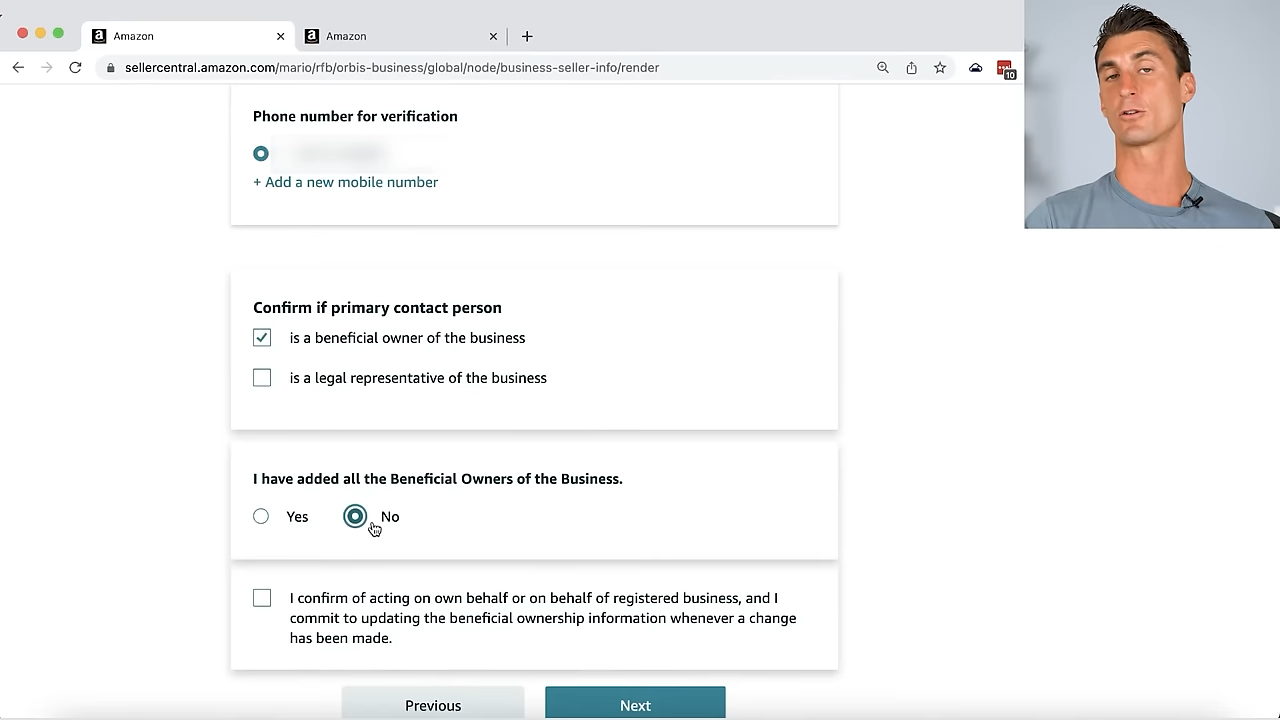 Amazon
Amazon
sellercentral.amazon.com/mario/rfb/orbis-business/global/node/business-seller-info/render
10
Phone number for verification
+ Add a new mobile number
Confirm if primary contact person
is a beneficial owner of the business
is a legal representative of the business
I have added all the Beneficial Owners of the Business.
Yes
No
I confirm of acting on own behalf or on behalf of registered business, and I
commit to updating the beneficial ownership information whenever a change
has been made.
Previous
Next